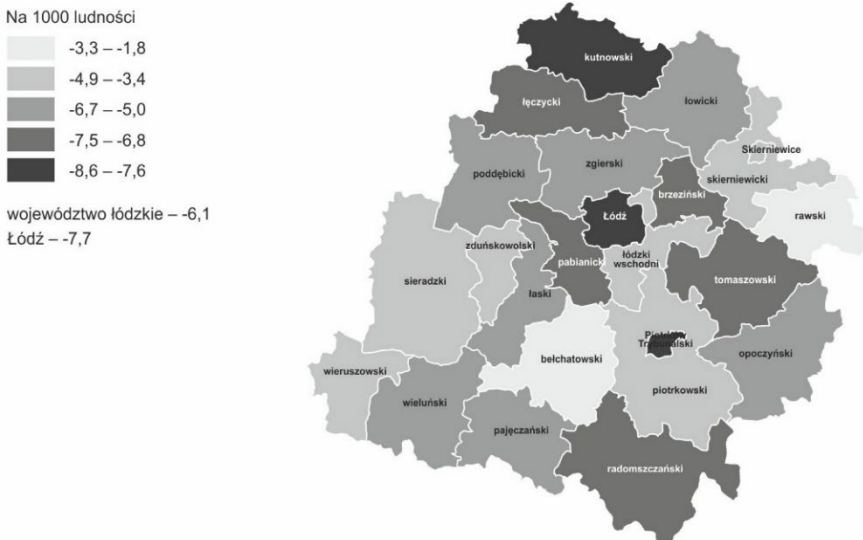 Na 1000 ludności
-3,3 – -1,8
-4,9 – -3,4
-6,7 – -5,0
-7,5 – -6,8
-8,6 – -7,6
województwo łódzkie – -6,1
Łódź – -7,7
kutnowski
łęczycki
łowicki
Skierniewice
poddębicki
zgierski
skierniewicki
brzeziński
rawski
Łódź
zduńskowolski
pabianicki
łódzki
wschodni
sieradzki
tomaszowski
łaski
Piotrków
Trybunalski
bełchatowski
opoczyński
wieruszowski
piotrkowski
wieluński
pajęczański
radomszczański